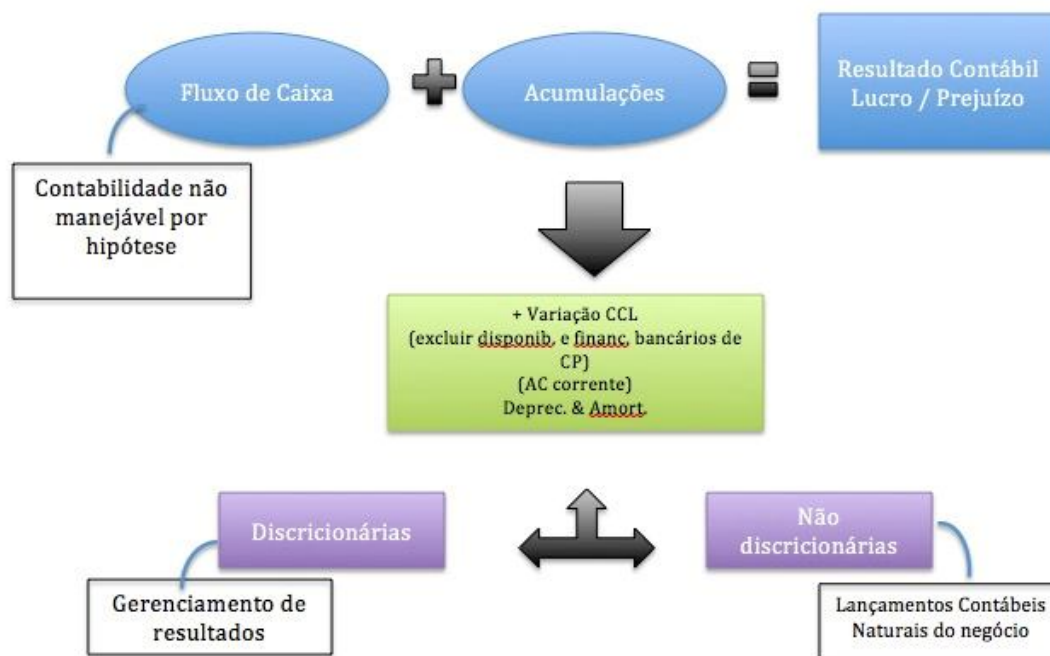 Fluxo de Caixa
Acumulações
Resultado Contábil
Lucro / Prejuízo
Contabilidade não
manejável por
hipótese
+ Variação CCL
(excluir disponib. e financ. bancários de
CP)
(AC corrente)
Deprec. & Amort.
Discricionárias
Não
discricionárias
Gerenciamento de
resultados
Lançamentos Contábeis
Naturais do negócio